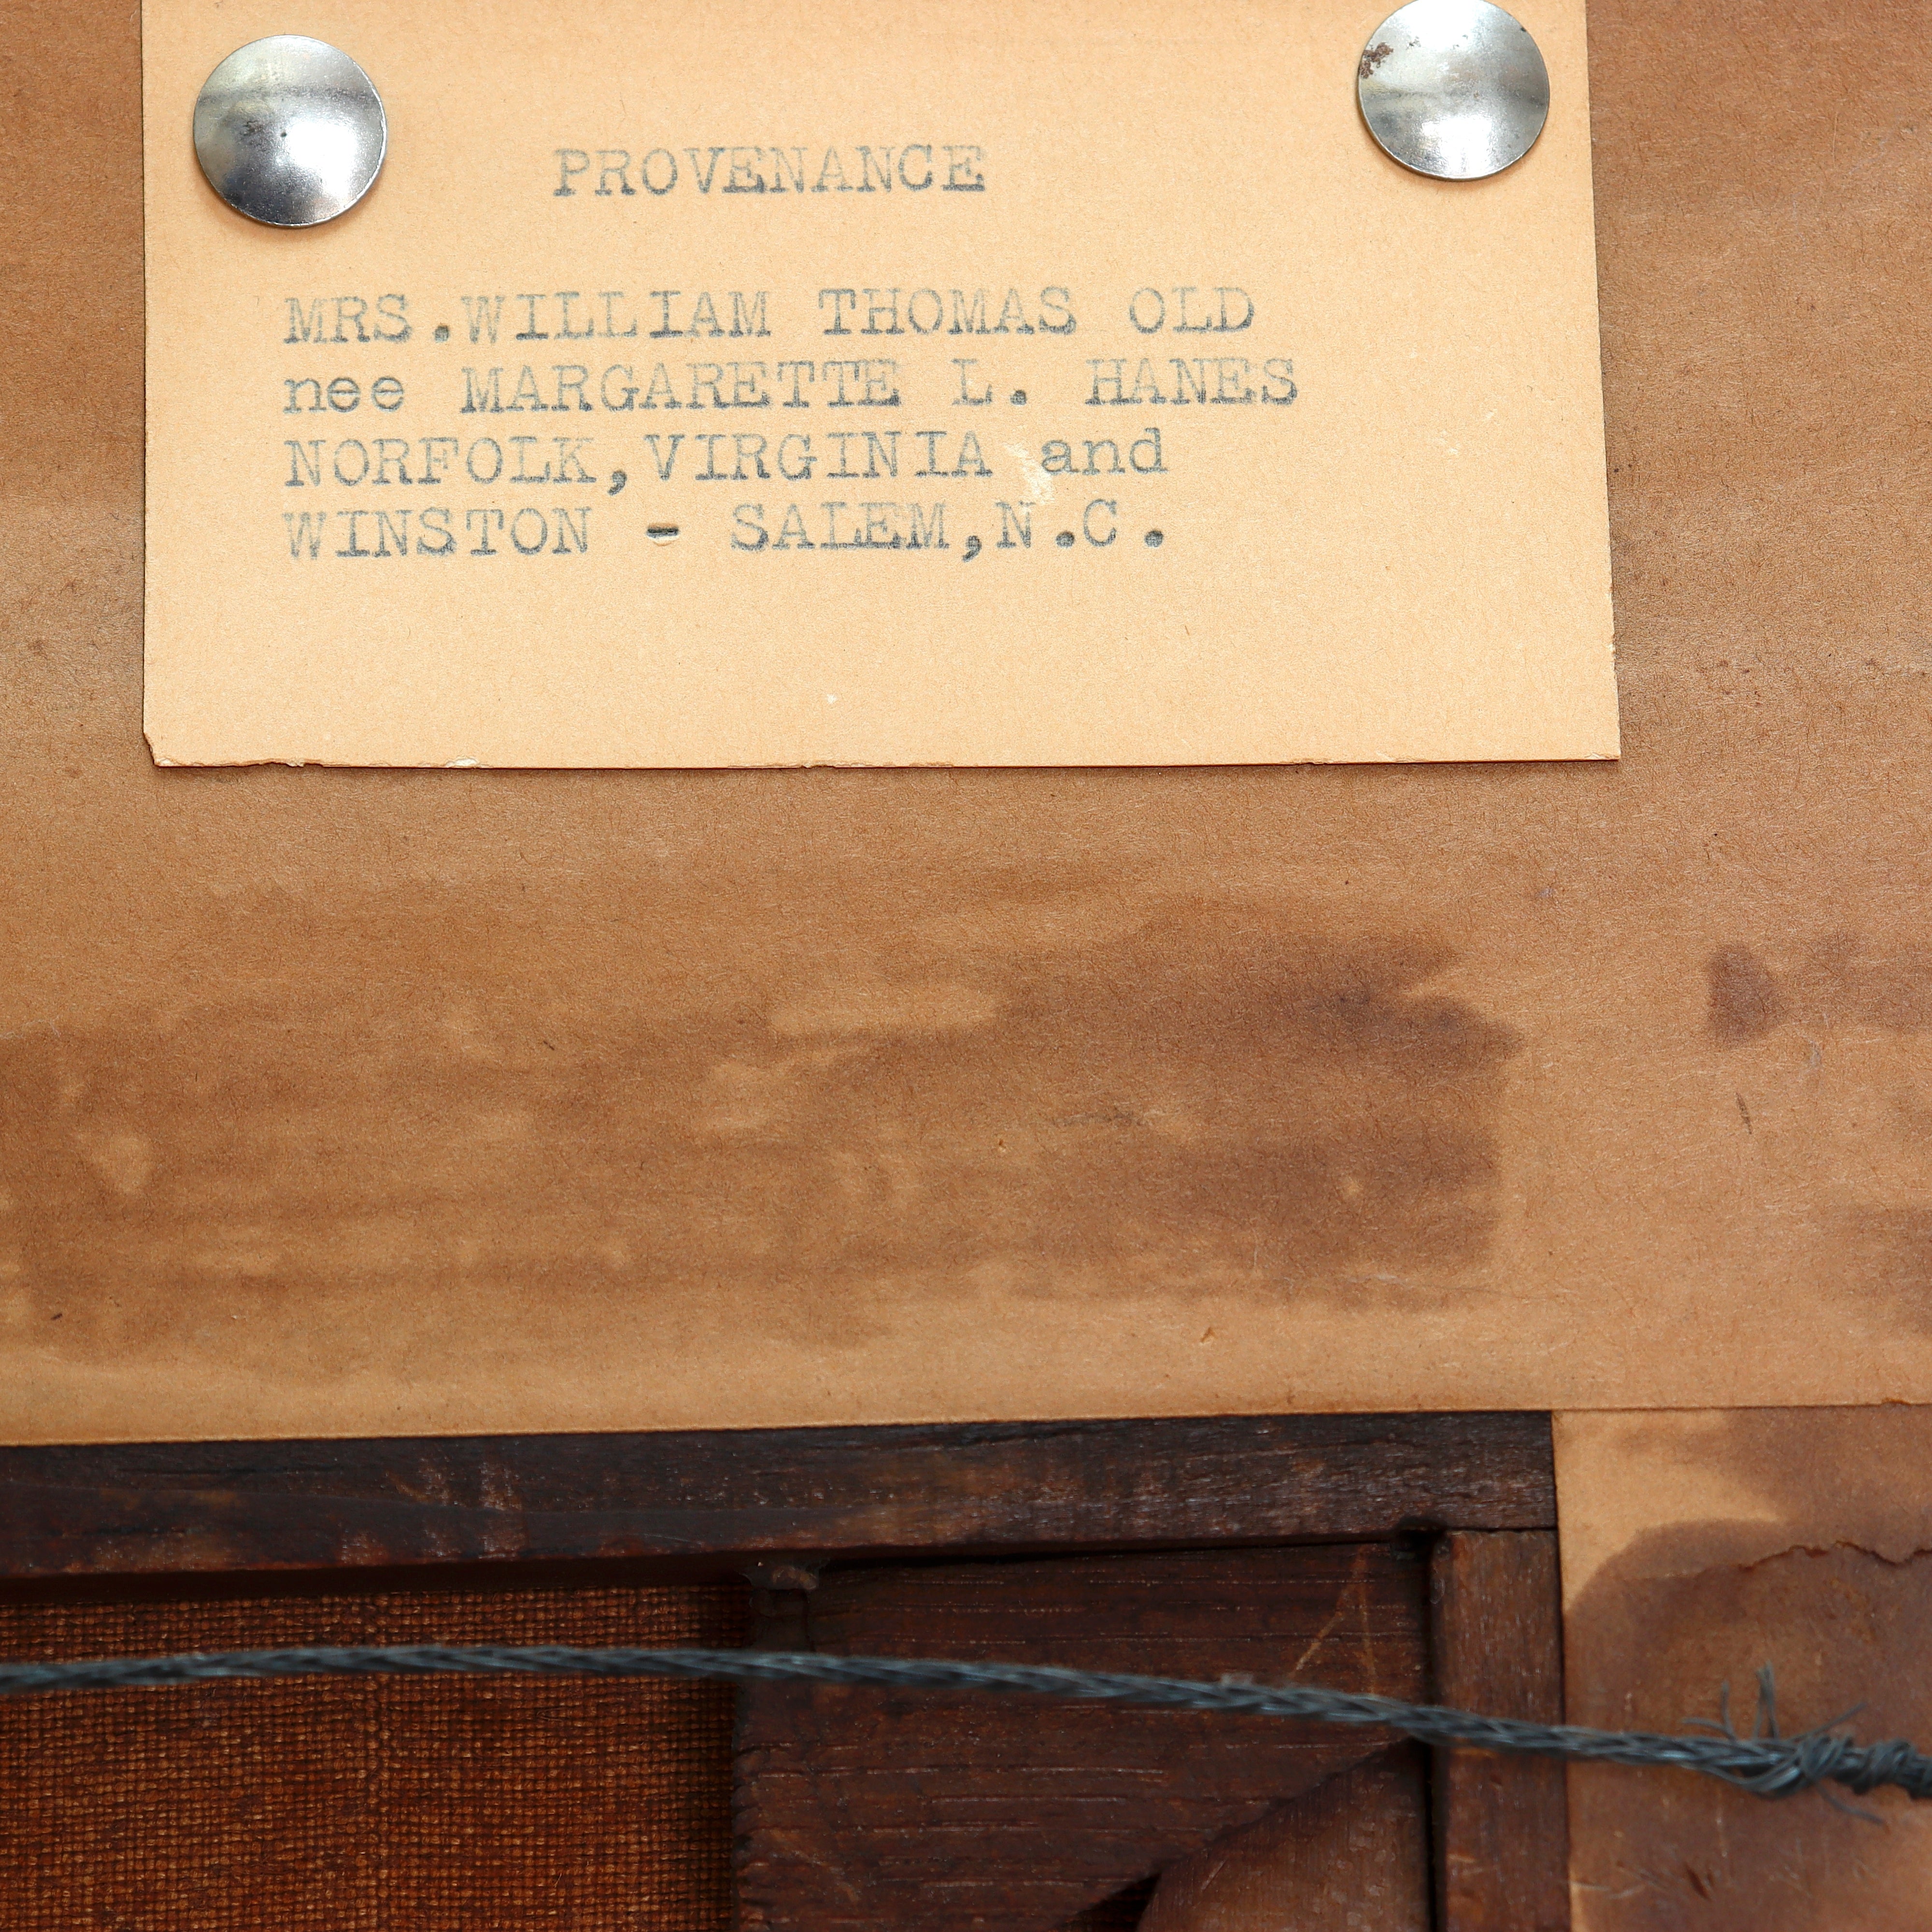 PROVENANCE
MRS.WILLIAM THOMAS OLD
nee MARGARETTE L. HANES
NORFOLK,VIRGINIA and
WINSTON - SALEM,N.C.